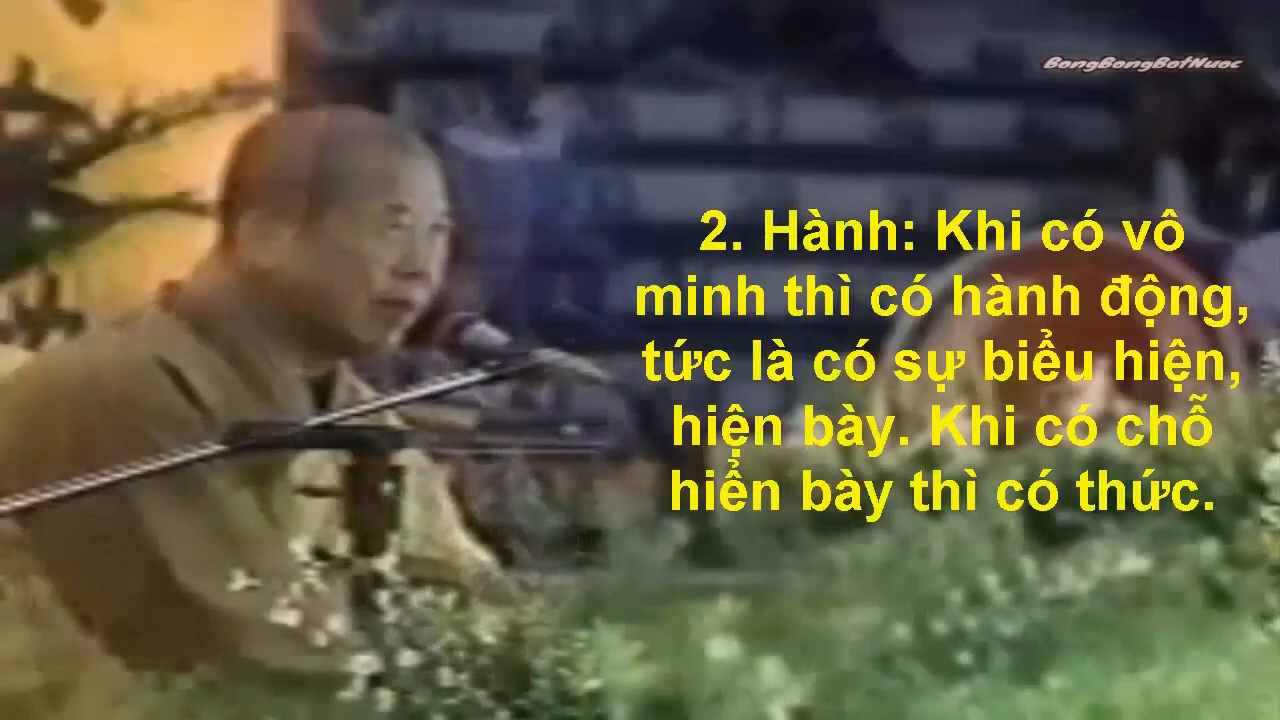 BongBongBotNuoc
2. Hành: Khi có vô
minh thì có hành động,
tức là có sự biểu hiện,
hiện bày. Khi có chỗ
hiển bày thì có thức.